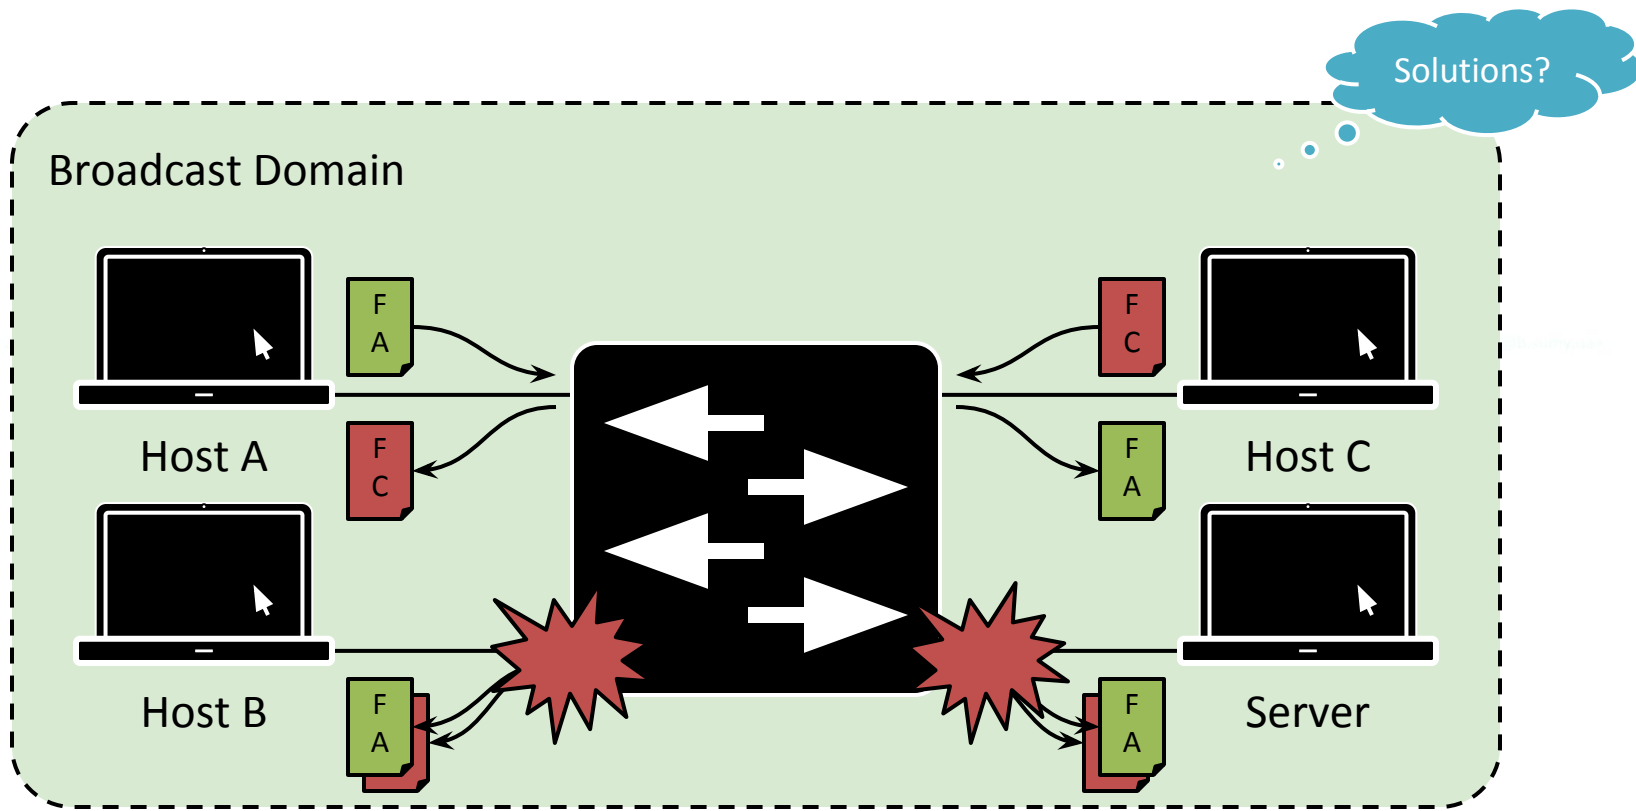 Solutions?
Broadcast Domain
F
A
F
C
Host A
F
C
Host C
F
A
Host B
F
A
Server
F
A